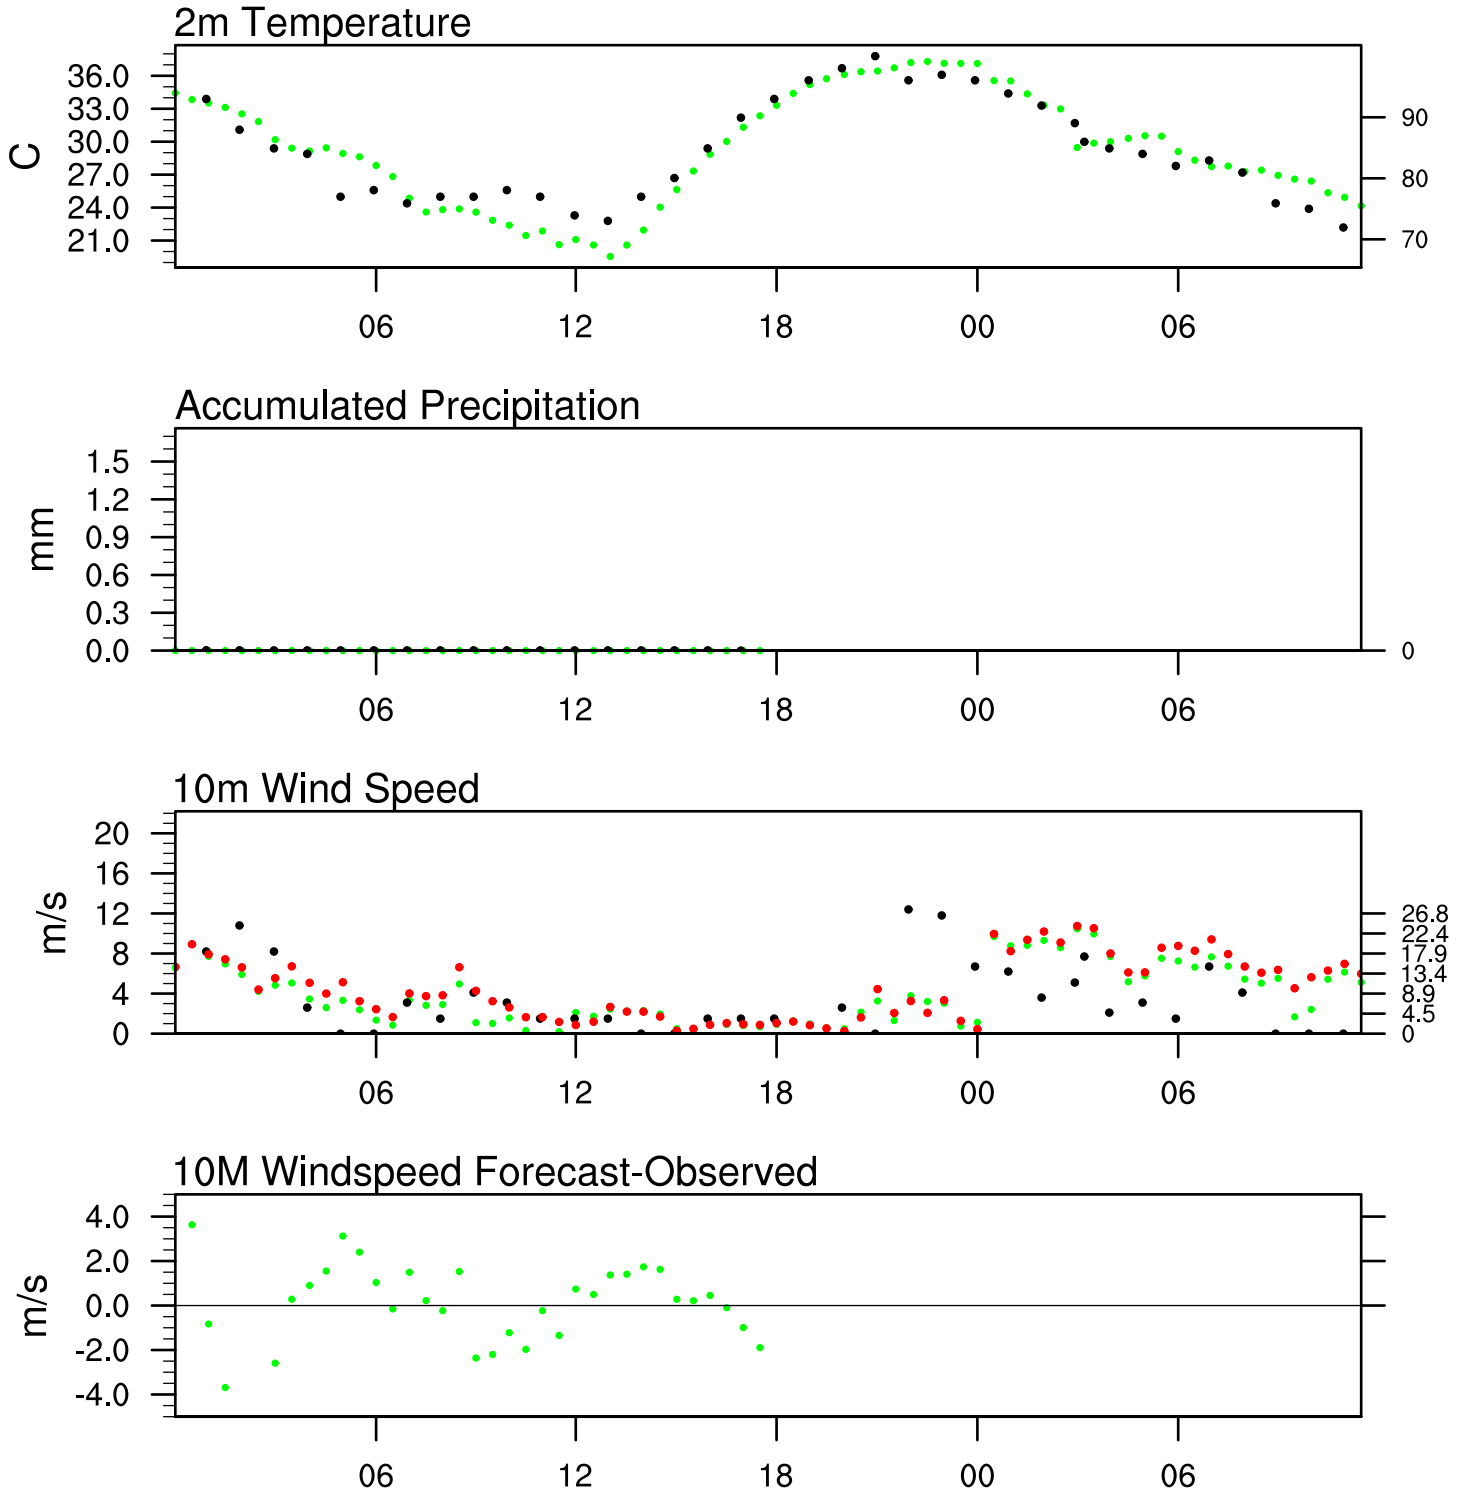 2m Temperature
36.0
33.0
30.0
27.0
24.0
21.0
C
90
80
70
06 12 18 00 06
Accumulated Precipitation
1.5
1.2
0.9
0.6
0.3
0.0
mm
0
06 12 18 00 06
10m Wind Speed
20
16
12
8
4
0
m/s
26.8
22.4
17.9
13.4
8.9
4.5
0
06 12 18 00 06
10M Windspeed Forecast-Observed
4.0
2.0
0.0
-2.0
-4.0
m/s
06 12 18 00 06